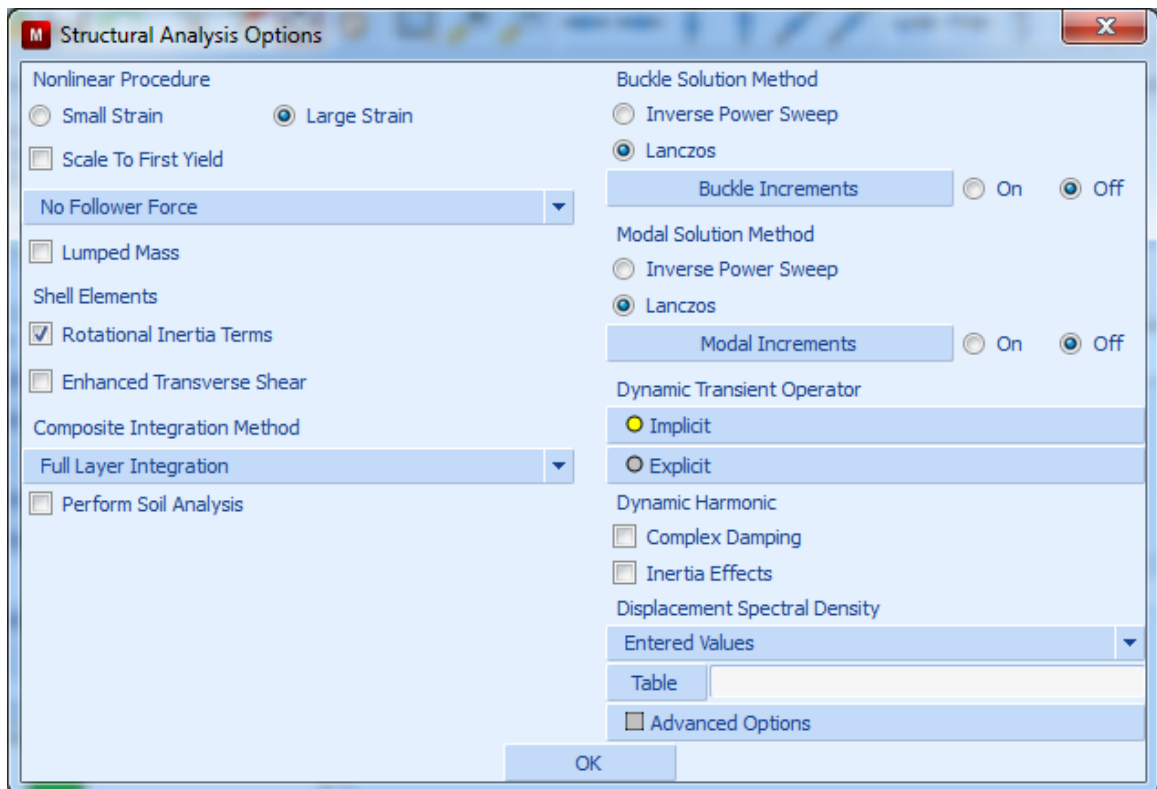 M Structural Analysis Options
Nonlinear Procedure
Small Strain Large Strain
Scale To First Yield
No Follower Force
Lumped Mass
Shell Elements
Rotational Inertia Terms
Enhanced Transverse Shear
Composite Integration Method
Full Layer Integration
Perform Soil Analysis
Buckle Solution Method
Inverse Power Sweep
Lanczos
Buckle Increments On Off
Modal Solution Method
Inverse Power Sweep
Lanczos
Modal Increments On Off
Dynamic Transient Operator
Implicit
Explicit
Dynamic Harmonic
Complex Damping
Inertia Effects
Displacement Spectral Density
Entered Values
Table
Advanced Options
OK